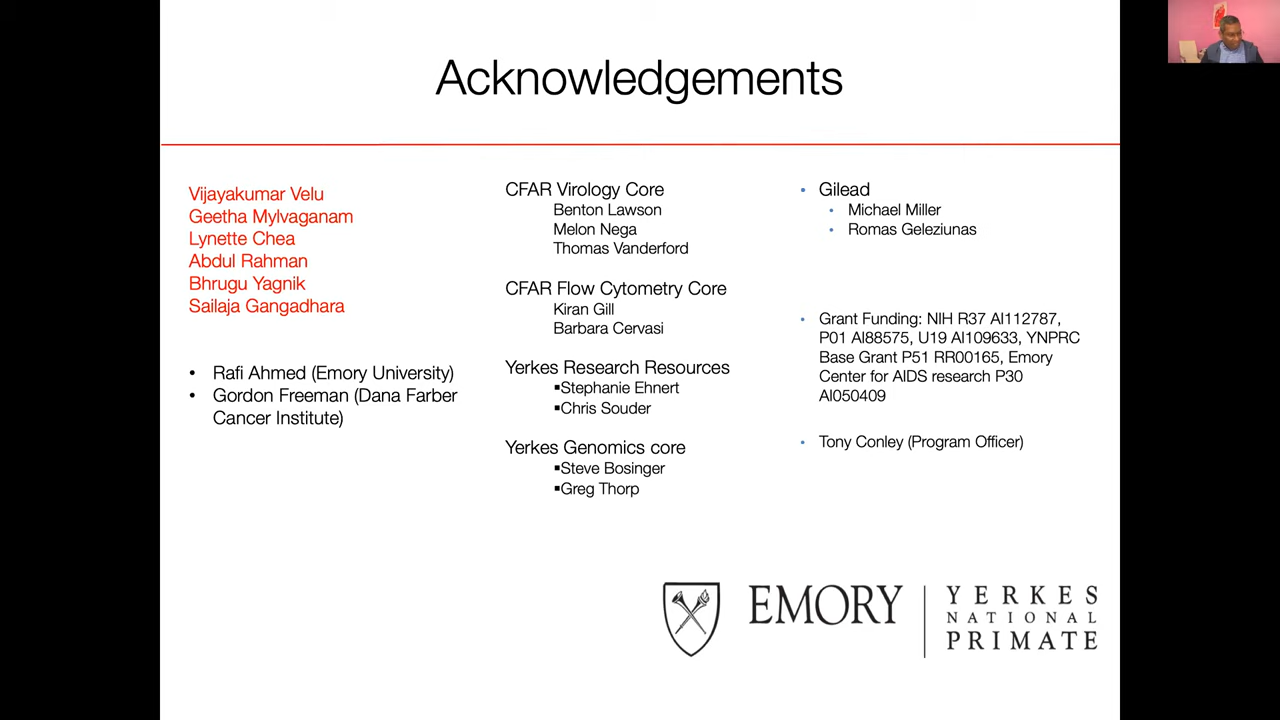 Acknowledgements
Vijayakumar Velu
Geetha Mylvaganam
Lynette Chea
Abdul Rahman
Bhrugu Yagnik
Sailaja Gangadhara
• Rafi Ahmed (Emory University)
• Gordon Freeman (Dana Farber
Cancer Institute)
CFAR Virology Core
Benton Lawson
Melon Nega
Thomas Vanderford
CFAR Flow Cytometry Core
Kiran Gill
Barbara Cervasi
Yerkes Research Resources
▪Stephanie Ehnert
▪Chris Souder
Yerkes Genomics core
▪Steve Bosinger
▪Greg Thorp
• Gilead
• Michael Miller
• Romas Geleziunas
• Grant Funding: NIH R37 AI112787,
P01 AI88575, U19 AI109633, YNPRC
Base Grant P51 RR00165, Emory
Center for AIDS research P30
AI050409
• Tony Conley (Program Officer)
EMORY
YERKES
NATIONAL
PRIMATE